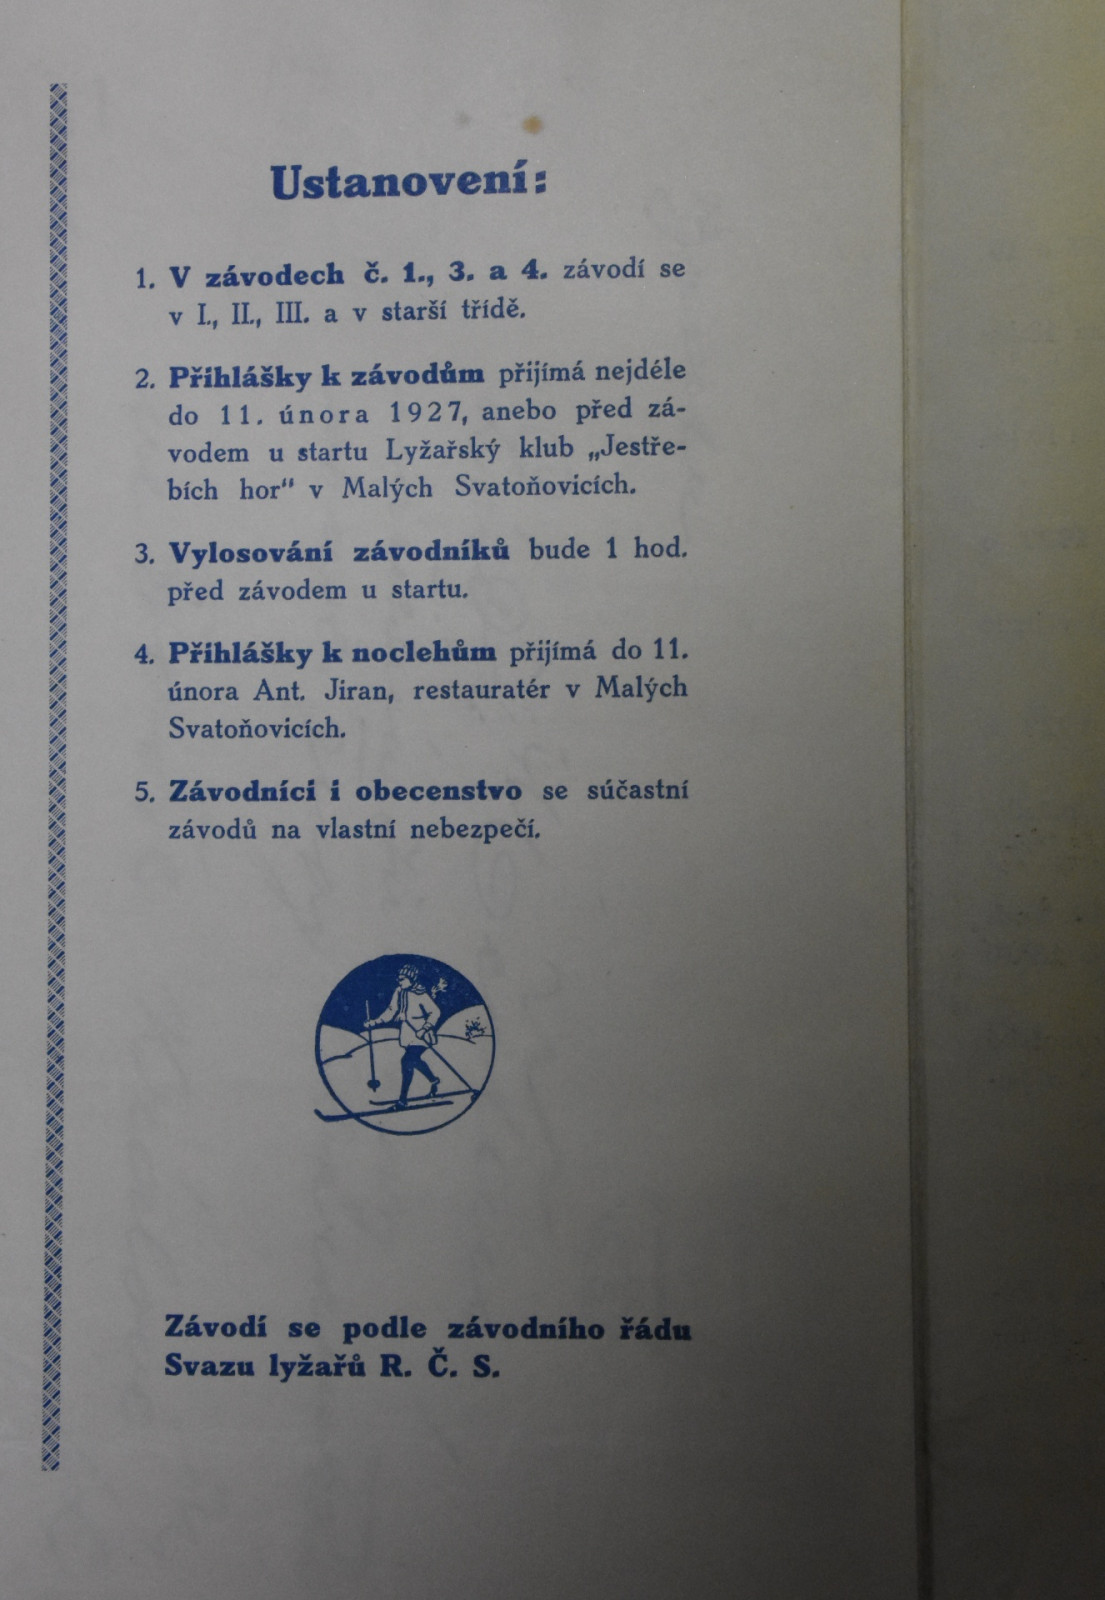 Ustanovení:
1. V závodech č. 1., 3. a 4. závodí se
v I., II., III. a v starší třídě.
2. Přihlášky k závodům přijímá nejdéle
do 11. února 1927, anebo před zá-
vodem u startu Lyžařský klub „Jestře-
bích hor“ v Malých Svatoňovicích.
3. Vylosování závodníků bude 1 hod.
před závodem u startu.
4. Přihlášky k noclehům přijímá do 11.
února Ant. Jiran, restauratér v Malých
Svatoňovicích.
5. Závodníci i obecenstvo se súčastní
závodů na vlastní nebezpečí.
Závodí se podle závodního řádu
Svazu lyžařů R. Č. S.